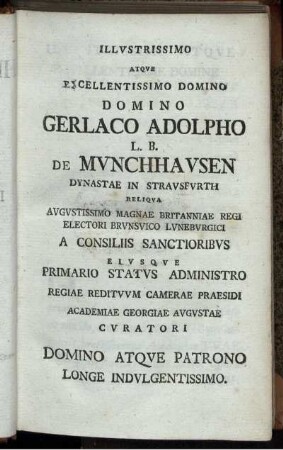 ILLVSTRISSIMO
ATQVE
EXCELLENTISSIMO DOMINO
DOMINO
GERLACO ADOLPHO
L. B.
DE MVNCHHAVSEN
DYNASTAE IN STRAVSFVRTH
RELIQVA
AVGVSTISSIMO MAGNAE BRITANNIAE REGI
ELECTORI BRVNSVICO LVNEBVRGICI
A CONSILIIS SANCTIORIBVS
EIVSQVE
PRIMARIO STATVS ADMINISTRO
REGIAE REDITVVM CAMERAE PRAESIDI
ACADEMIAE GEORGIAE AVGVSTAE
CVRATORI
DOMINO ATQVE PATRONO
LONGE INDVLGENTISSIMO.